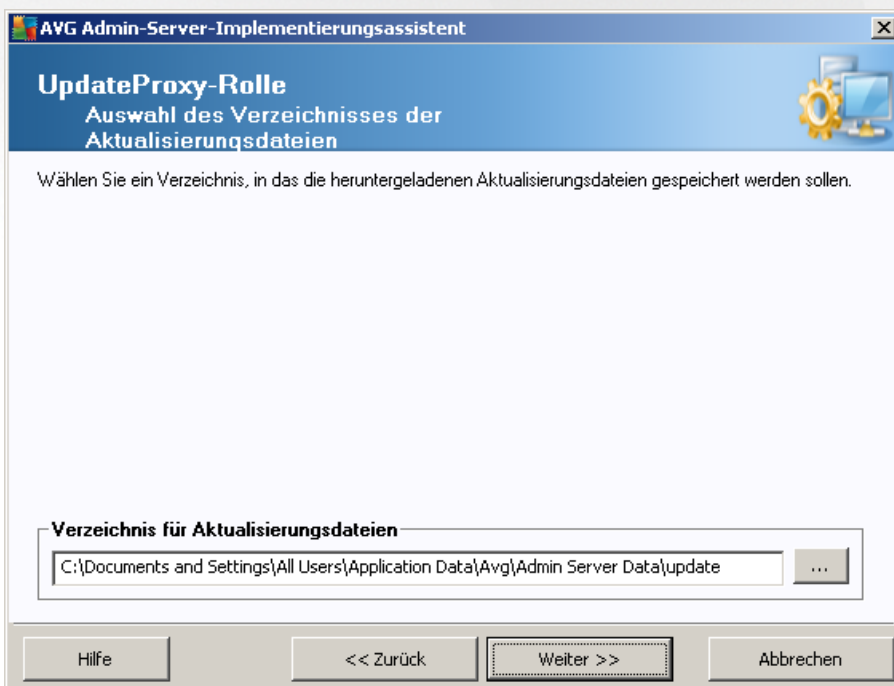 AVG Admin-Server-Implementierungsassistent
UpdateProxy-Rolle
Auswahl des Verzeichnisses der
Aktualisierungsdateien
Wählen Sie ein Verzeichnis, in das die heruntergeladenen Aktualisierungsdateien gespeichert werden sollen.
Verzeichnis für Aktualisierungsdateien
C:\Documents and Settings\All Users\Application Data\Avg\Admin Server Data\update
...
Hilfe
<< Zurück
Weiter >>
Abbrechen